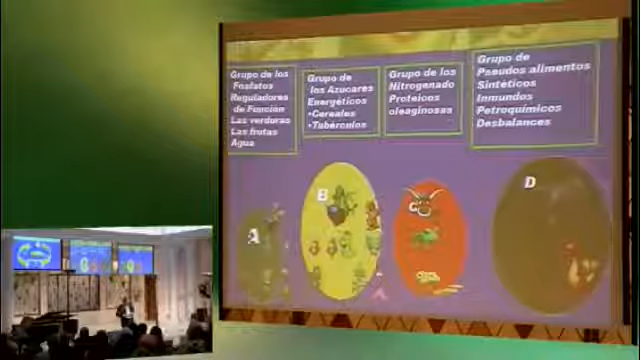 Grupo de los
Fosfatos
Reguladores
de Función
Las verduras
Las frutas
Agua
Grupo de
los Azucares
Energéticos
•Cereales
•Tubérculos
Grupo de los
Nitrogenado
Proteicos
oleaginosas
Grupo de
Pseudos alimentos
Sintéticos
Inmundos
Petroquímicos
Desbalances
A
B
C
D